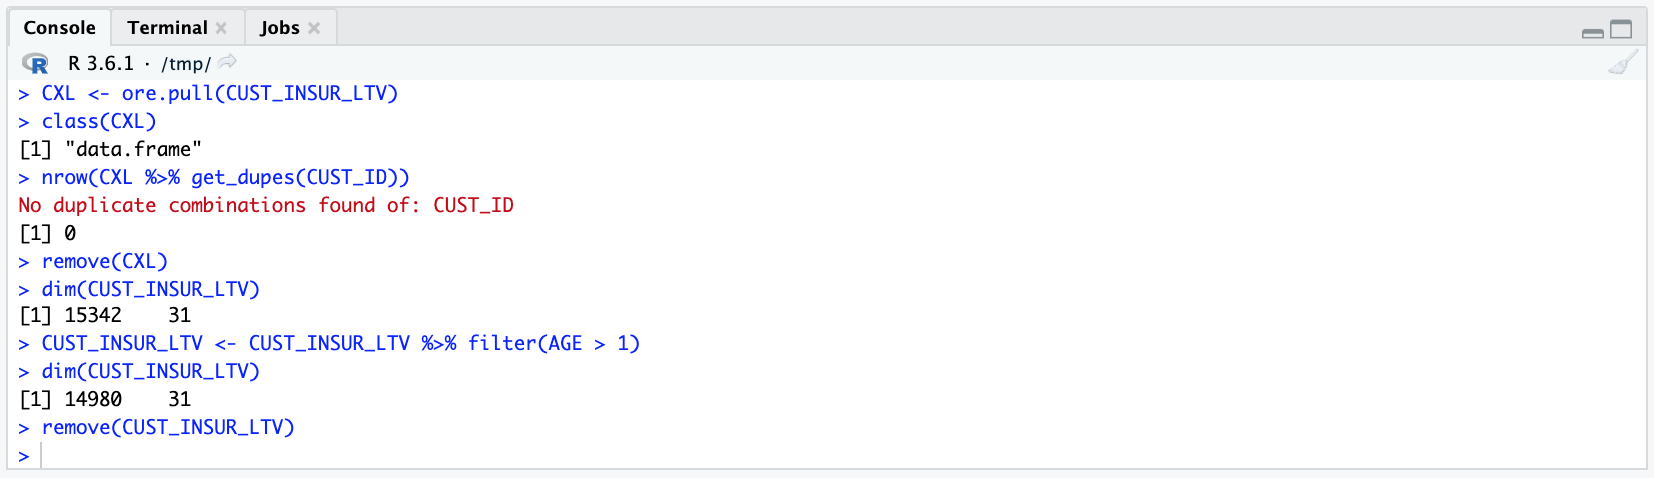 Console Terminal Jobs
R R 3.6.1 · /tmp/
> CXL <- ore.pull(CUST_INSUR_LTV)
> class(CXL)
[1] "data.frame"
> nrow(CXL %>% get_dupes(CUST_ID))
No duplicate combinations found of: CUST_ID
[1] 0
> remove(CXL)
> dim(CUST_INSUR_LTV)
[1] 15342    31
> CUST_INSUR_LTV <- CUST_INSUR_LTV %>% filter(AGE > 1)
> dim(CUST_INSUR_LTV)
[1] 14980    31
> remove(CUST_INSUR_LTV)
>